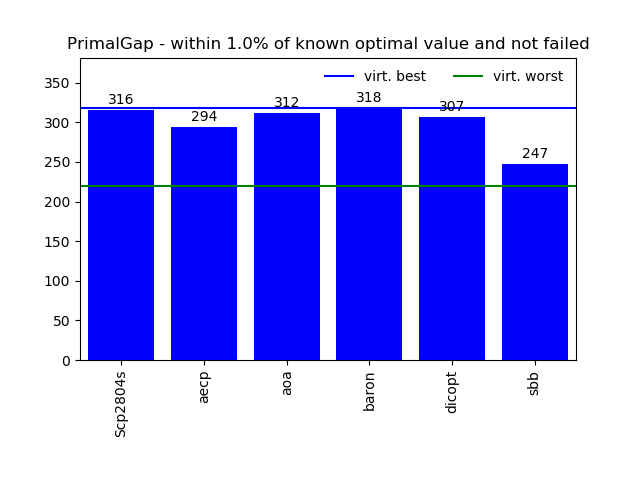 PrimalGap - within 1.0% of known optimal value and not failed
virt. best virt. worst
350
300
250
200
150
100
50
0
316
294
312
318
307
247
Scp2804s
aecp
aoa
baron
dicopt
sbb